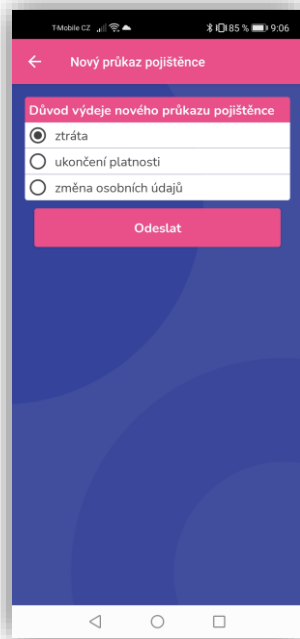 T-Mobile CZ 85 % 9:06
Nový průkaz pojištěnce
Důvod výdeje nového průkazu pojištěnce
ztráta
ukončení platnosti
změna osobních údajů
Odeslat